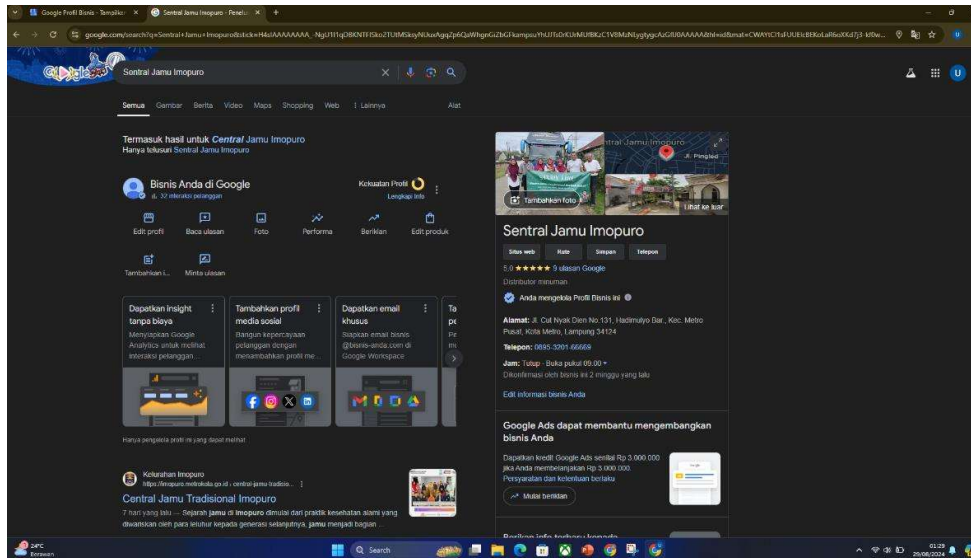 Google Profil Bisnis - Tampilka
Sentral Jamu Imopuro - Penelu
Sentral Jamu Imopuro
Semua Gambar Berita Video Maps Shopping Web Lainnya Alat
Termasuk hasil untuk Central Jamu Imopuro
Hanya telusuri Sentral Jamu Imopuro
Bisnis Anda di Google
22 interaksi pelanggan
Kekuatan Profil
Lengkapi info
Edit profil Baca ulasan Foto Performa Beriklan Edit produk
Tambahkan i... Minta ulasan
Dapatkan insight tanpa biaya
Menyiapkan Google
Analytics untuk melihat
interaksi pelanggan...
Tambahkan profil
media sosial
Bangun kepercayaan
pelanggan dengan
menambahkan profil me...
Dapatkan email
khusus
Siapkan email bisnis
@bisnis-anda.com di
Google Workspace
Hanya pengelola profil ini yang dapat melihat
Kelurahan Imopuro
Central Jamu Tradisional Imopuro
7 hari yang lalu — Sejarah jamu di Imopuro dimulai dari praktik kesehatan alami yang
diwariskan oleh para leluhur kepada generasi selanjutnya, jamu menjadi bagian ...
Tambahkan foto
Jl. Pingled
Lihat ke luar
Sentral Jamu Imopuro
Situs web Rute Simpan Telepon
5,0 ★★★★★ 9 ulasan Google
Distributor minuman
Anda mengelola Profil Bisnis ini
Alamat: Jl. Cut Nyak Dien No.131, Hadimulyo Bar., Kec. Metro
Pusat, Kota Metro, Lampung 34124
Telepon: 0895-3201-66669
Jam: Tutup · Buka pukul 09.00
Dikonfirmasi oleh bisnis ini 2 minggu yang lalu
Edit informasi bisnis Anda
Google Ads dapat membantu mengembangkan
bisnis Anda
Dapatkan kredit Google Ads senilai Rp 3.000.000
jika Anda membelanjakan Rp 3.000.000.
Persyaratan dan ketentuan berlaku
Mulai beriklan
24°C
Berawan
Search
01:29
29/08/2024